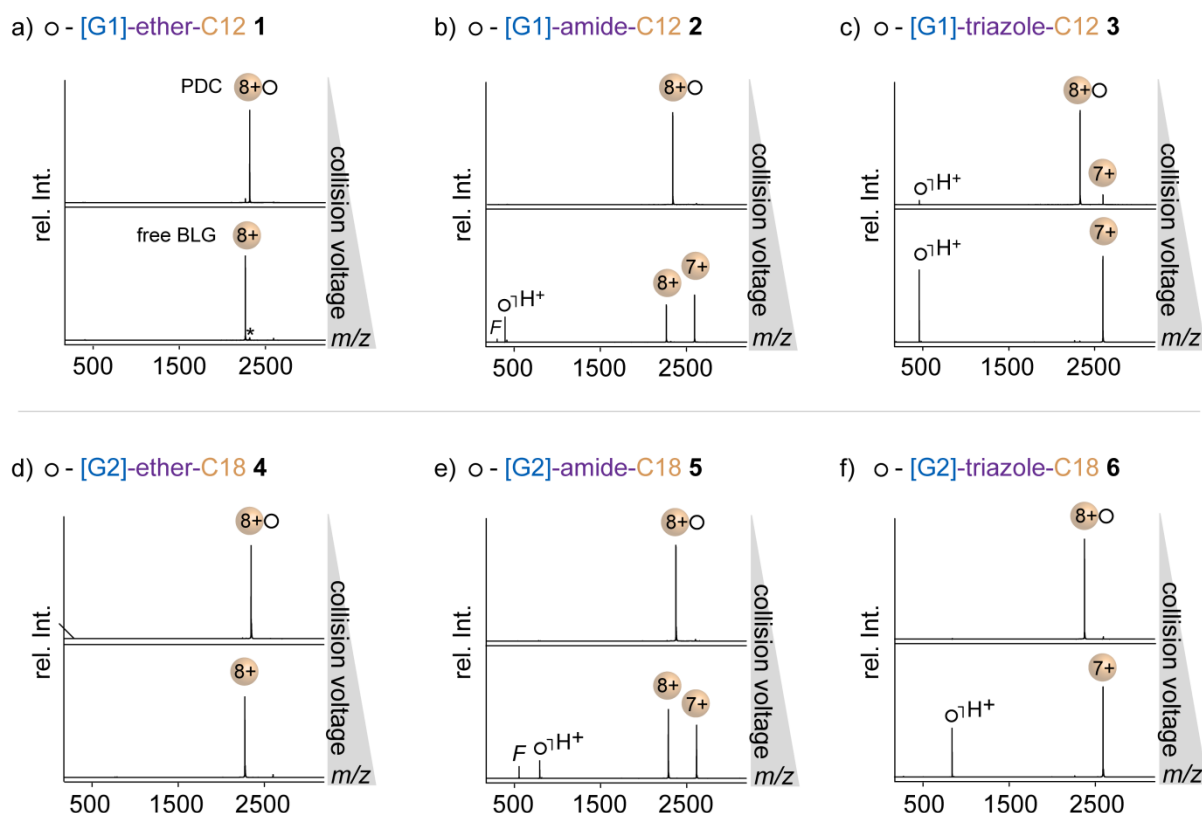 a) o - [G1]-ether-C12 1
PDC
8+
rel. Int.
free BLG
8+
*
collision voltage
m/z
500 1500 2500
b) o - [G1]-amide-C12 2
8+
rel. Int.
8+
7+
H+
F
collision voltage
m/z
500 1500 2500
c) o - [G1]-triazole-C12 3
8+
7+
H+
rel. Int.
7+
H+
collision voltage
m/z
500 1500 2500
d) o - [G2]-ether-C18 4
8+
rel. Int.
8+
collision voltage
m/z
500 1500 2500
e) o - [G2]-amide-C18 5
8+
rel. Int.
8+
7+
H+
F
collision voltage
m/z
500 1500 2500
f) o - [G2]-triazole-C18 6
8+
rel. Int.
7+
H+
collision voltage
m/z
500 1500 2500